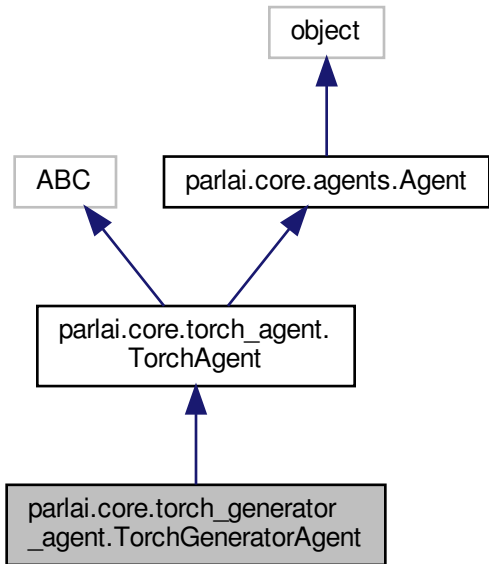 object
ABC
parlai.core.agents.Agent
parlai.core.torch_agent.
TorchAgent
parlai.core.torch_generator
_agent.TorchGeneratorAgent